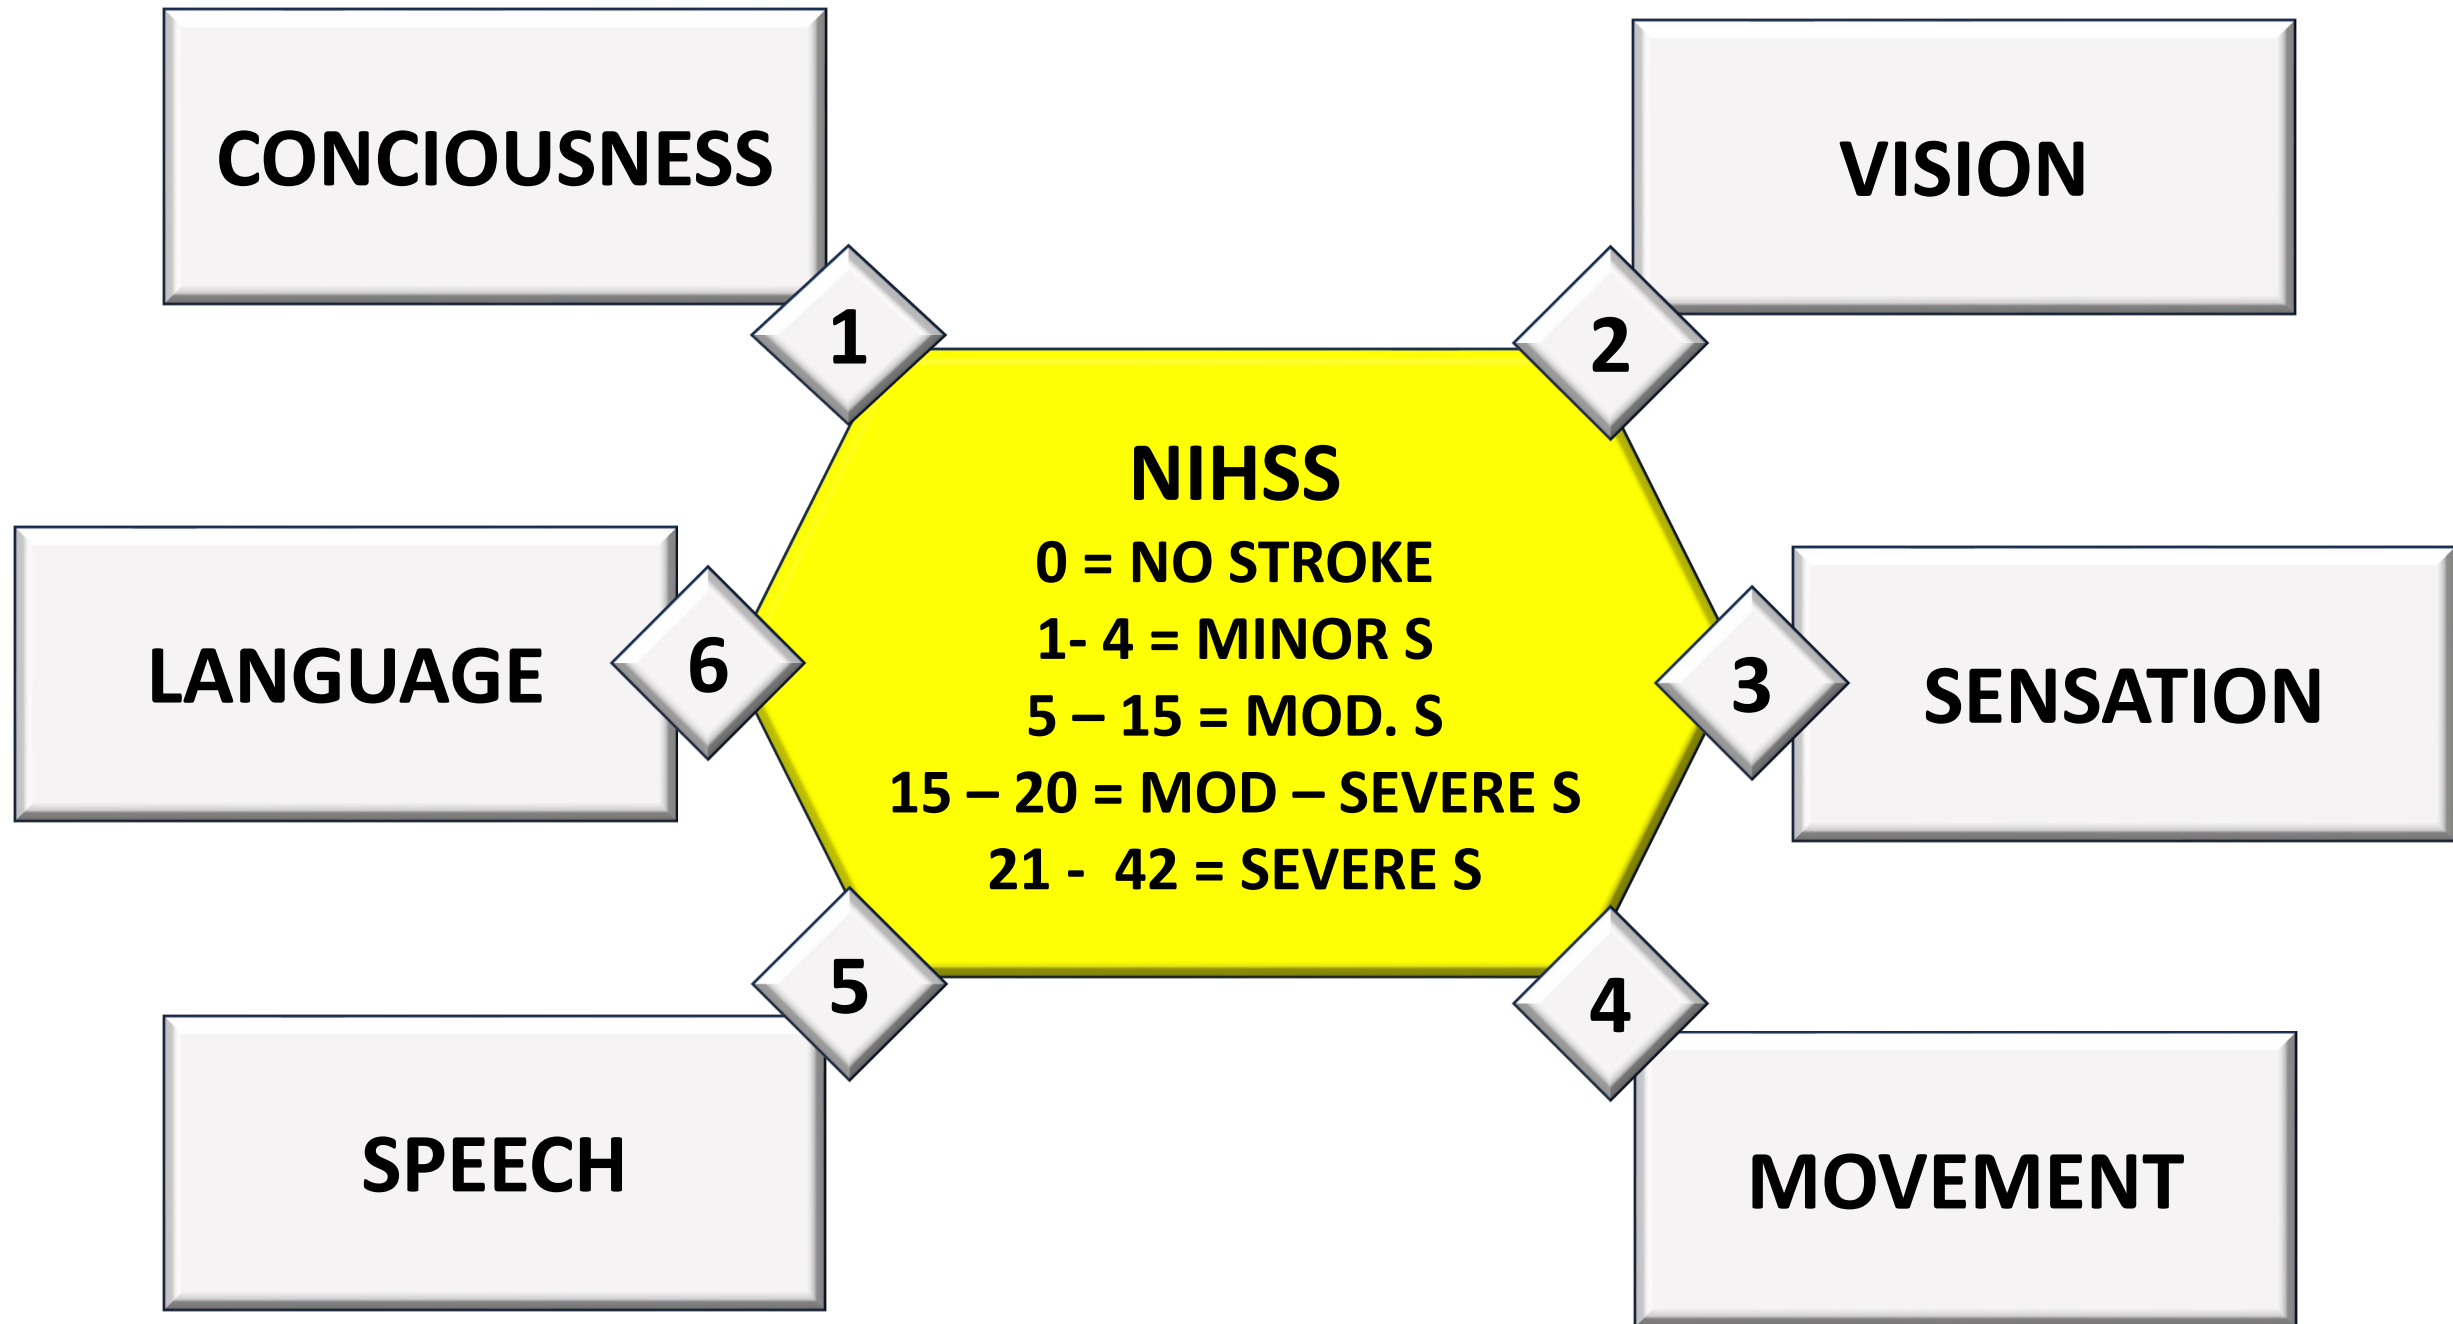 CONCIOUSNESS
1
VISION
2
NIHSS
0 = NO STROKE
1- 4 = MINOR S
5 – 15 = MOD. S
15 – 20 = MOD – SEVERE S
21 -  42 = SEVERE S
SENSATION
3
MOVEMENT
4
SPEECH
5
LANGUAGE
6